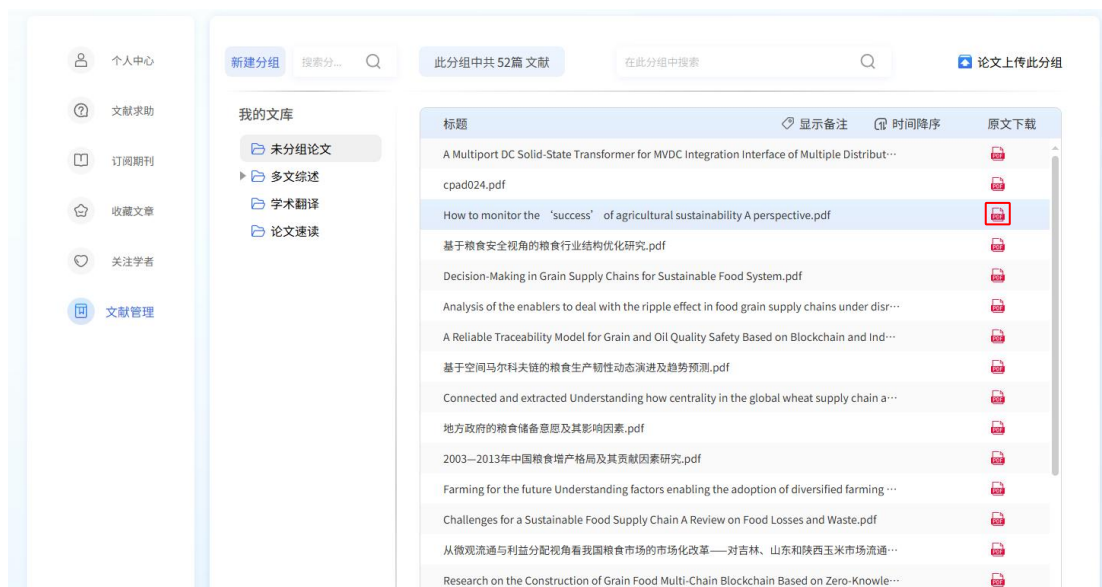 个人中心
文献求助
订阅期刊
收藏文章
关注学者
文献管理
新建分组 搜索分...
我的文库
未分组论文
多文综述
学术翻译
论文速读
此分组中共 52篇 文献 在此分组中搜索 论文上传此分组
标题 显示备注 时间降序 原文下载
A Multiport DC Solid-State Transformer for MVDC Integration Interface of Multiple Distribut···
cpad024.pdf
How to monitor the ‘success’ of agricultural sustainability A perspective.pdf
基于粮食安全视角的粮食行业结构优化研究.pdf
Decision-Making in Grain Supply Chains for Sustainable Food System.pdf
Analysis of the enablers to deal with the ripple effect in food grain supply chains under disr···
A Reliable Traceability Model for Grain and Oil Quality Safety Based on Blockchain and Ind···
基于空间马尔科夫链的粮食生产韧性动态演进及趋势预测.pdf
Connected and extracted Understanding how centrality in the global wheat supply chain a···
地方政府的粮食储备意愿及其影响因素.pdf
2003—2013年中国粮食增产格局及其贡献因素研究.pdf
Farming for the future Understanding factors enabling the adoption of diversified farming ···
Challenges for a Sustainable Food Supply Chain A Review on Food Losses and Waste.pdf
从微观流通与利益分配视角看我国粮食市场的市场化改革——对吉林、山东和陕西玉米市场流通···
Research on the Construction of Grain Food Multi-Chain Blockchain Based on Zero-Knowle···